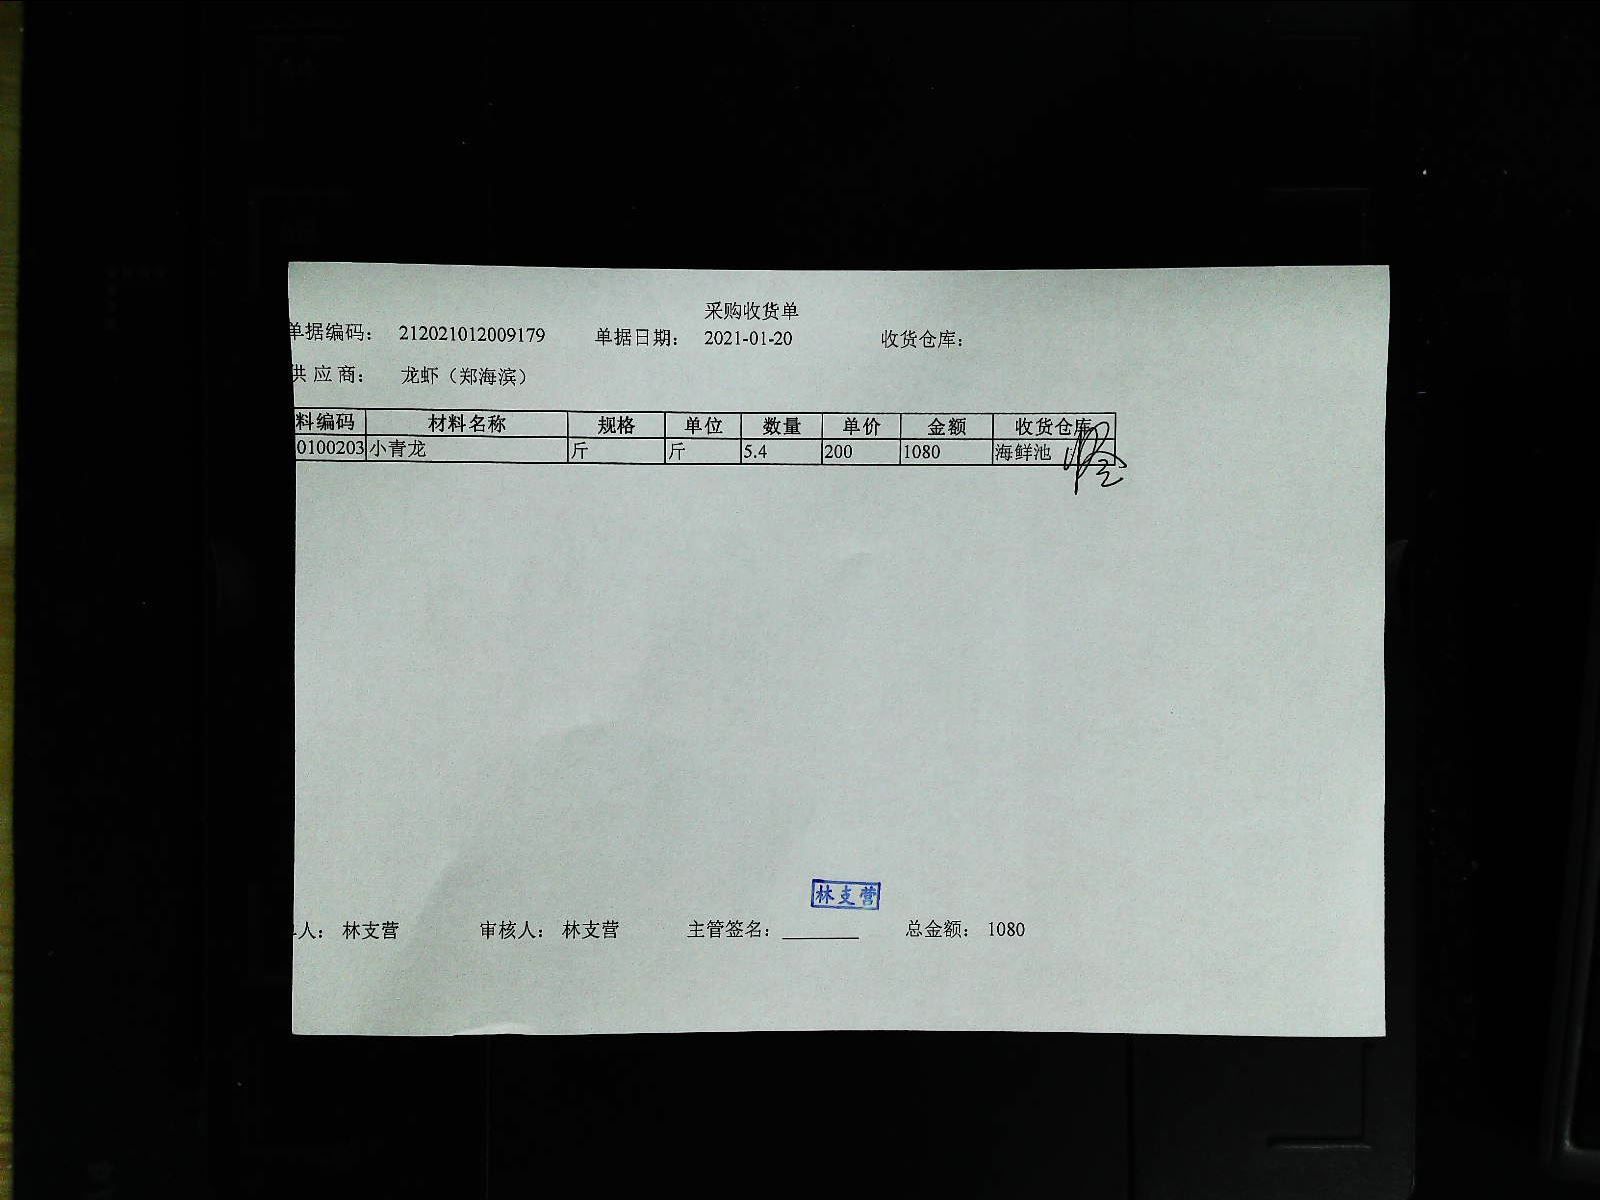 采购收货单
单据编码： 212021012009179 单据日期： 2021-01-20 收货仓库：
供 应 商： 龙虾（郑海滨）
料编码 材料名称 规格 单位 数量 单价 金额 收货仓库
0100203 小青龙 斤 斤 5.4 200 1080 海鲜池
林支营
人： 林支营 审核人： 林支营 主管签名： 总金额： 1080